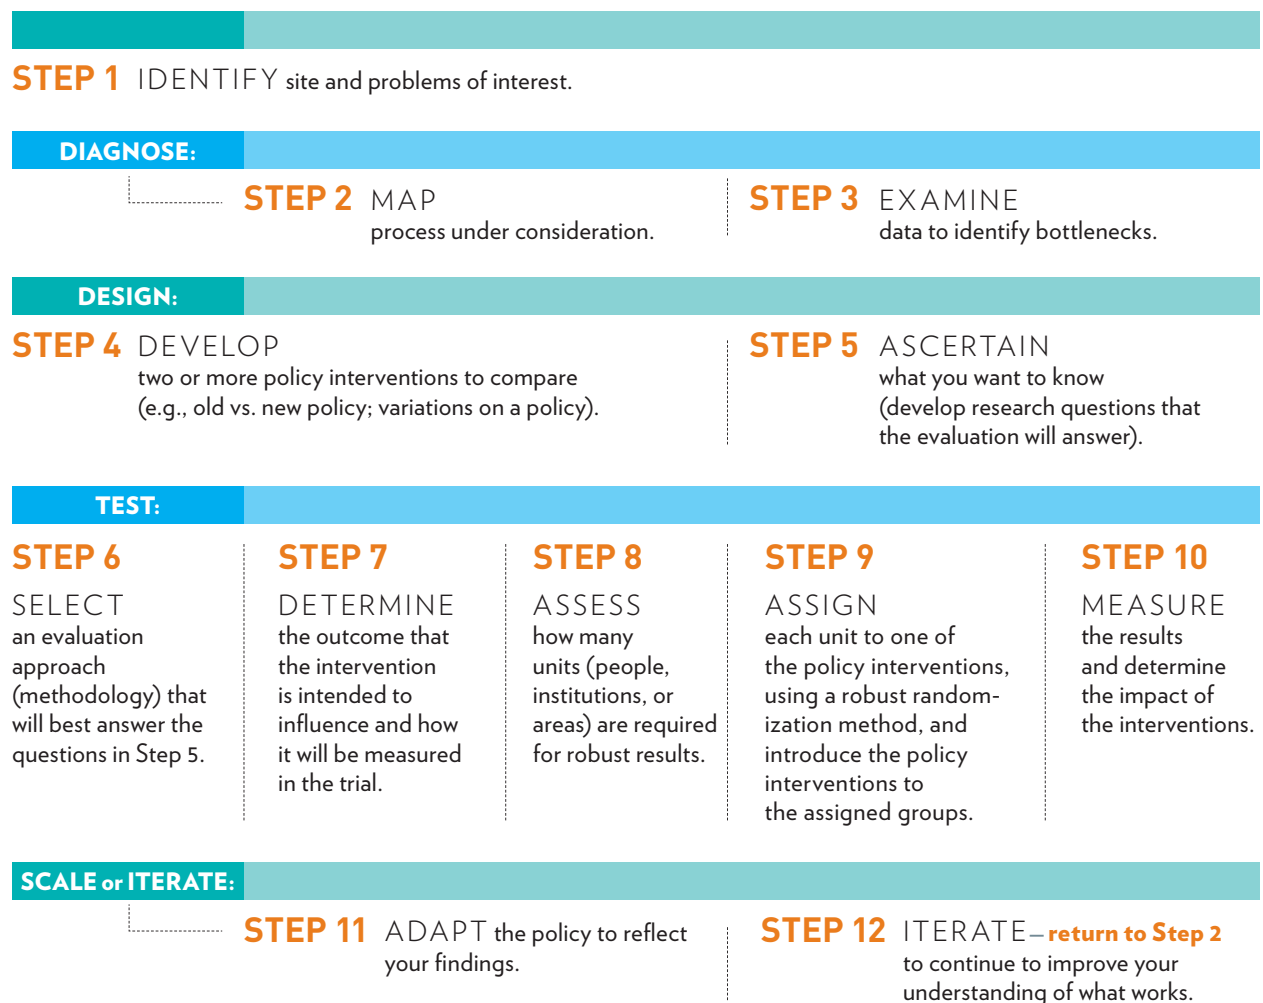 STEP 1 IDENTIFY site and problems of interest.
DIAGNOSE:
STEP 2 MAP
process under consideration.
STEP 3 EXAMINE
data to identify bottlenecks.
DESIGN:
STEP 4 DEVELOP
two or more policy interventions to compare
(e.g., old vs. new policy; variations on a policy).
STEP 5 ASCERTAIN
what you want to know
(develop research questions that
the evaluation will answer).
TEST:
STEP 6
SELECT
an evaluation
approach
(methodology) that
will best answer the
questions in Step 5.
STEP 7
DETERMINE
the outcome that
the intervention
is intended to
influence and how
it will be measured
in the trial.
STEP 8
ASSESS
how many
units (people,
institutions, or
areas) are required
for robust results.
STEP 9
ASSIGN
each unit to one of
the policy interventions,
using a robust random-
ization method, and
introduce the policy
interventions to
the assigned groups.
STEP 10
MEASURE
the results
and determine
the impact of
the interventions.
SCALE or ITERATE:
STEP 11 ADAPT the policy to reflect
your findings.
STEP 12 ITERATE–return to Step 2
to continue to improve your
understanding of what works.